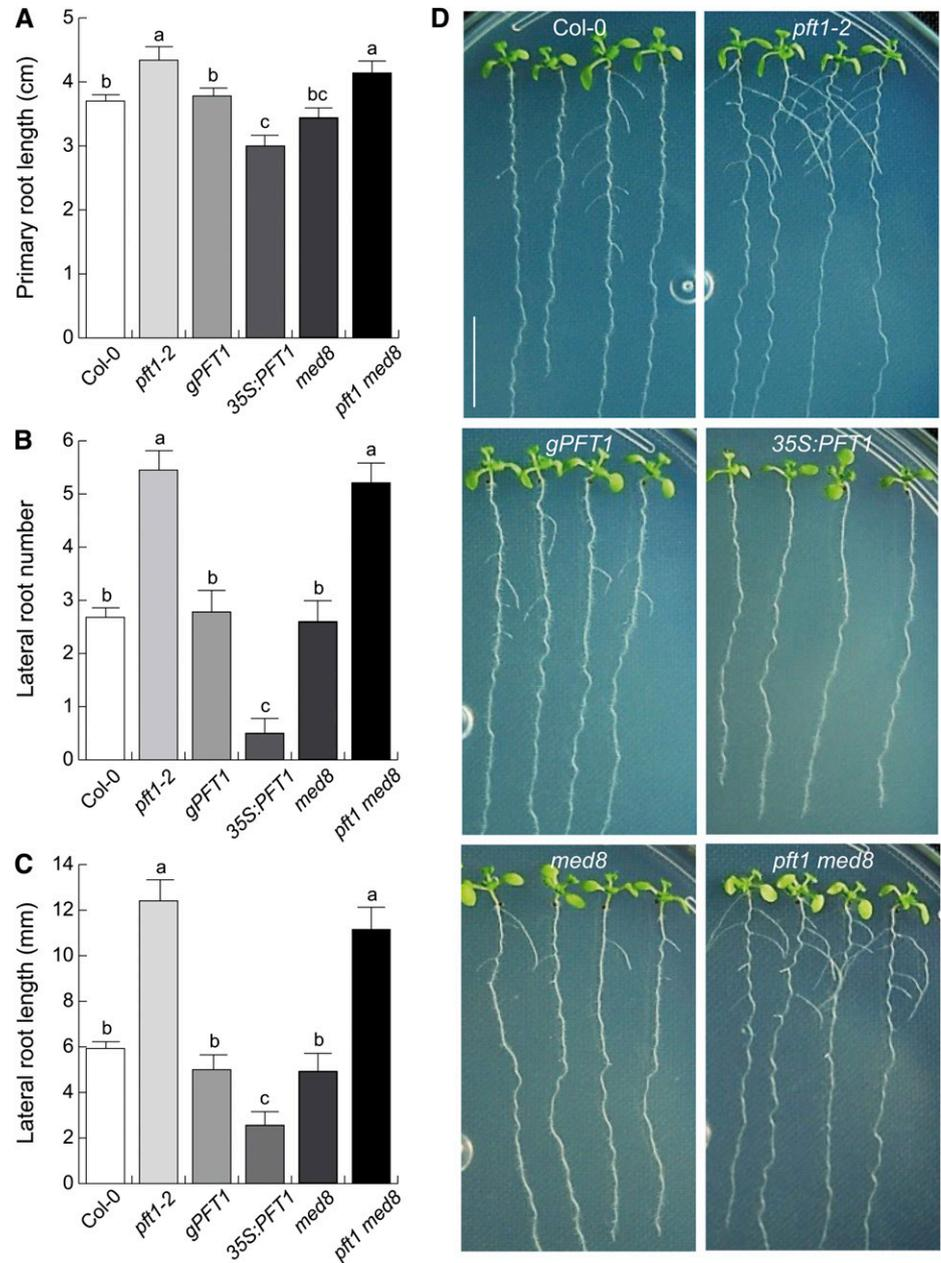 A
Primary root length (cm)
5
4
3
2
1
0
b
a
b
c
bc
a
Col-0
pft1-2
gPFT1
35S:PFT1
med8
pft1 med8
B
Lateral root number
6
5
4
3
2
1
0
b
a
b
c
b
a
Col-0
pft1-2
gPFT1
35S:PFT1
med8
pft1 med8
C
Lateral root length (mm)
14
12
10
8
6
4
2
0
b
a
b
c
b
a
Col-0
pft1-2
gPFT1
35S:PFT1
med8
pft1 med8
D
Col-0
pft1-2
gPFT1
35S:PFT1
med8
pft1 med8